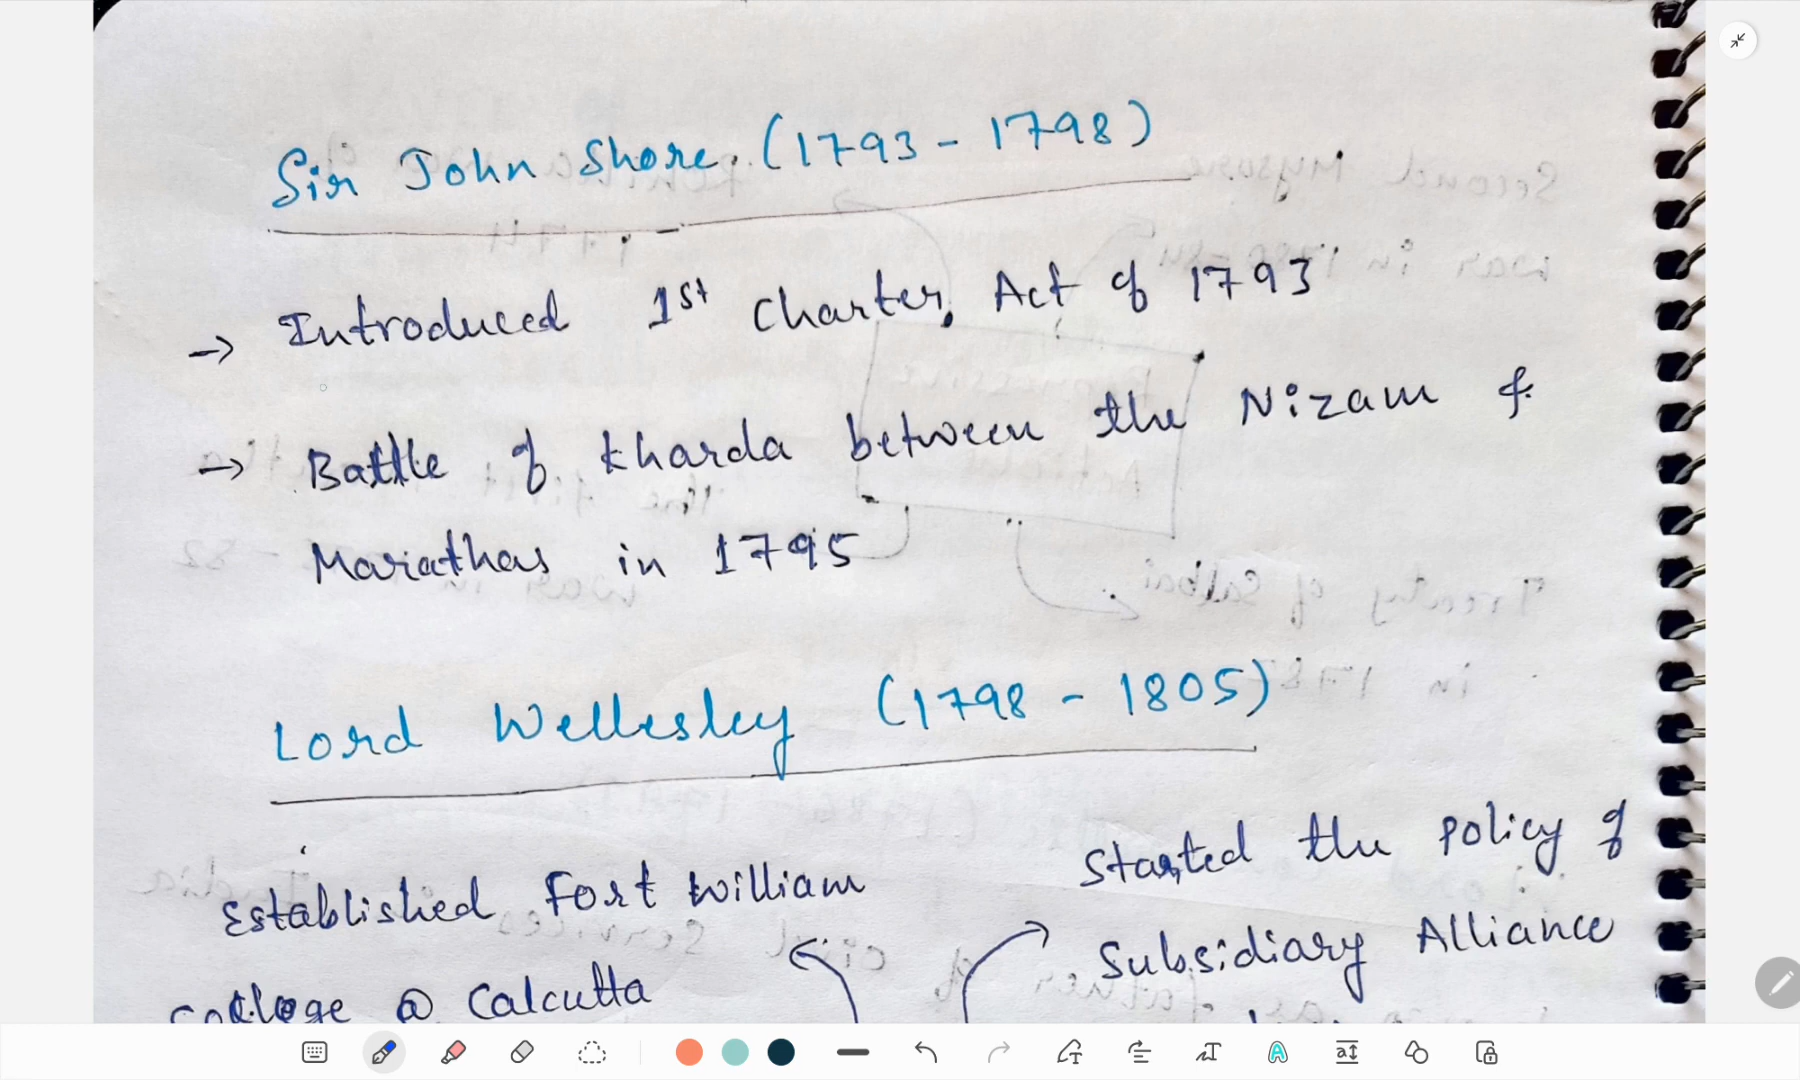 Sir John Shore. (1793 - 1798)
→ Introduced 1st Charter Act of 1793
→ Battle of Kharda between the Nizam &
Marathas in 1795
Lord Wellesley (1798 - 1805)
Established Fort William
College @ Calcutta
Started the Policy of
Subsidiary Alliance